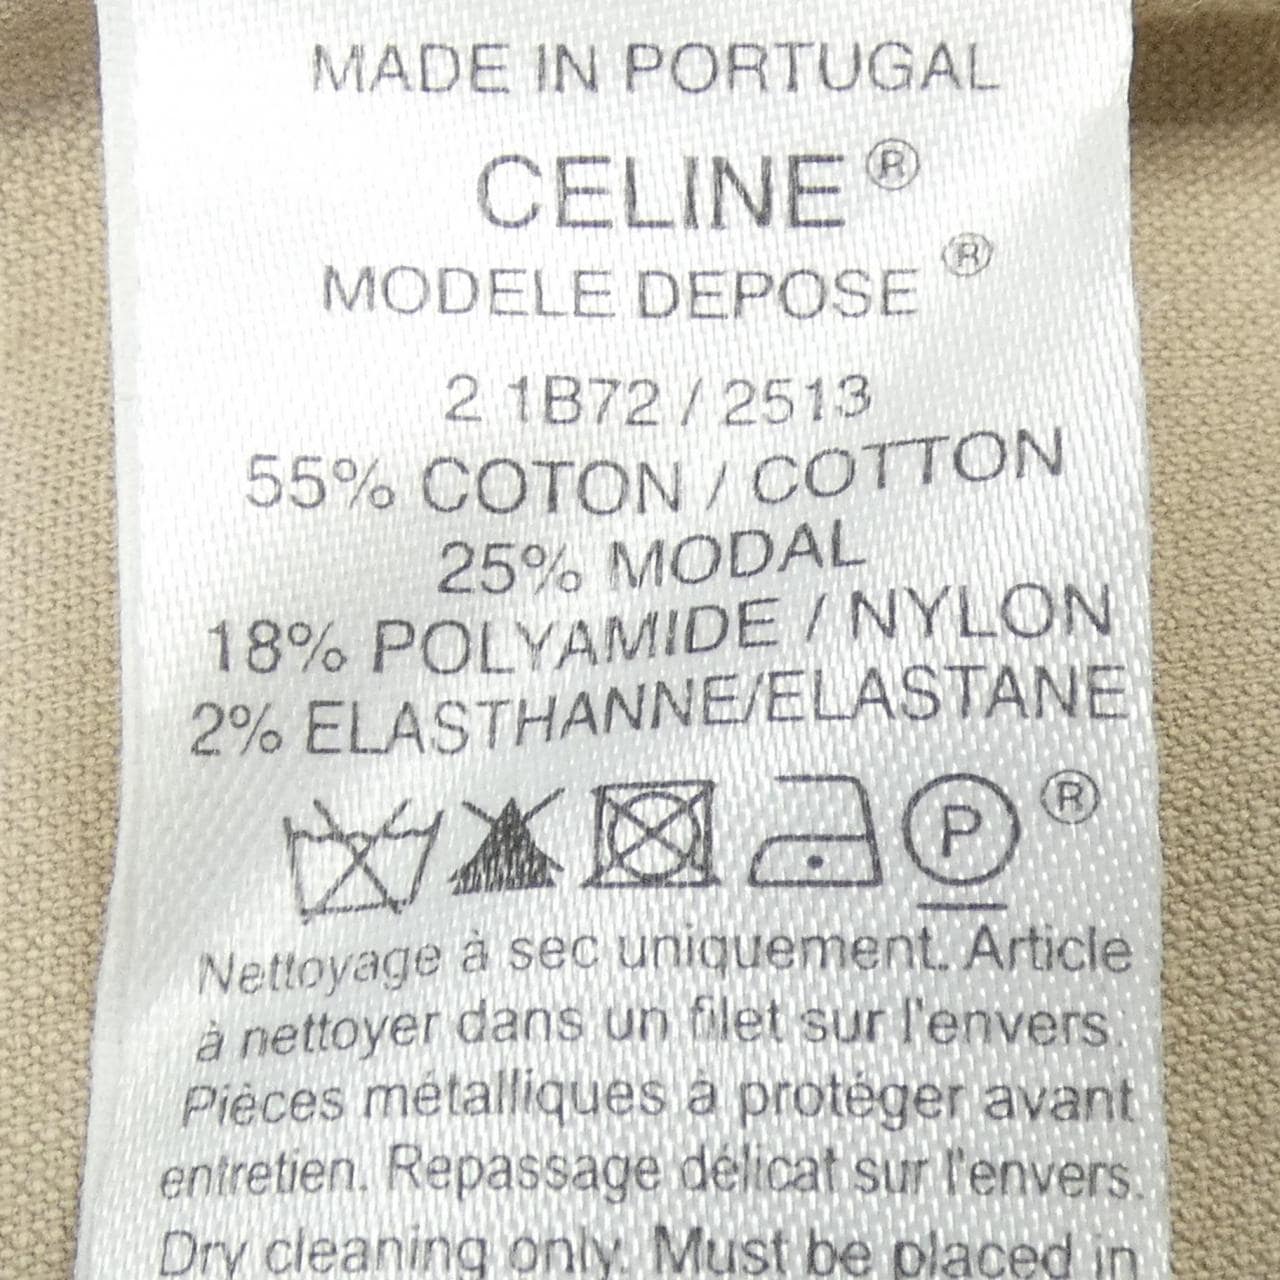 MADE IN PORTUGAL
CELINE®
MODELE DEPOSE®
2 1B72 / 2513
55% COTON / COTTON
25% MODAL
18% POLYAMIDE / NYLON
2% ELASTHANNE/ELASTANE
P ®
Nettoyage à sec uniquement. Article
à nettoyer dans un filet sur l'envers.
Pièces métalliques à protéger avant
entretien. Repassage délicat sur l'envers.
Dry cleaning only. Must be placed in